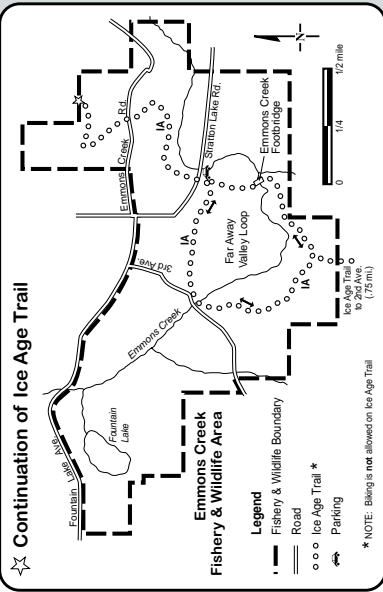 ☆ Continuation of Ice Age Trail
Fountain Lake Ave.
Fountain
Lake
Emmons Creek
3rd Ave.
Emmons Creek Rd.
IA
Stratton Lake Rd.
IA
Far Away
Valley Loop
Emmons Creek
Footbridge
IA
Ice Age Trail
to 2nd Ave.
(.75 mi.)
N
0 1/4 1/2 mile
Emmons Creek
Fishery & Wildlife Area
Legend
Fishery & Wildlife Boundary
Road
Ice Age Trail *
Parking
* NOTE: Biking is not allowed on Ice Age Trail